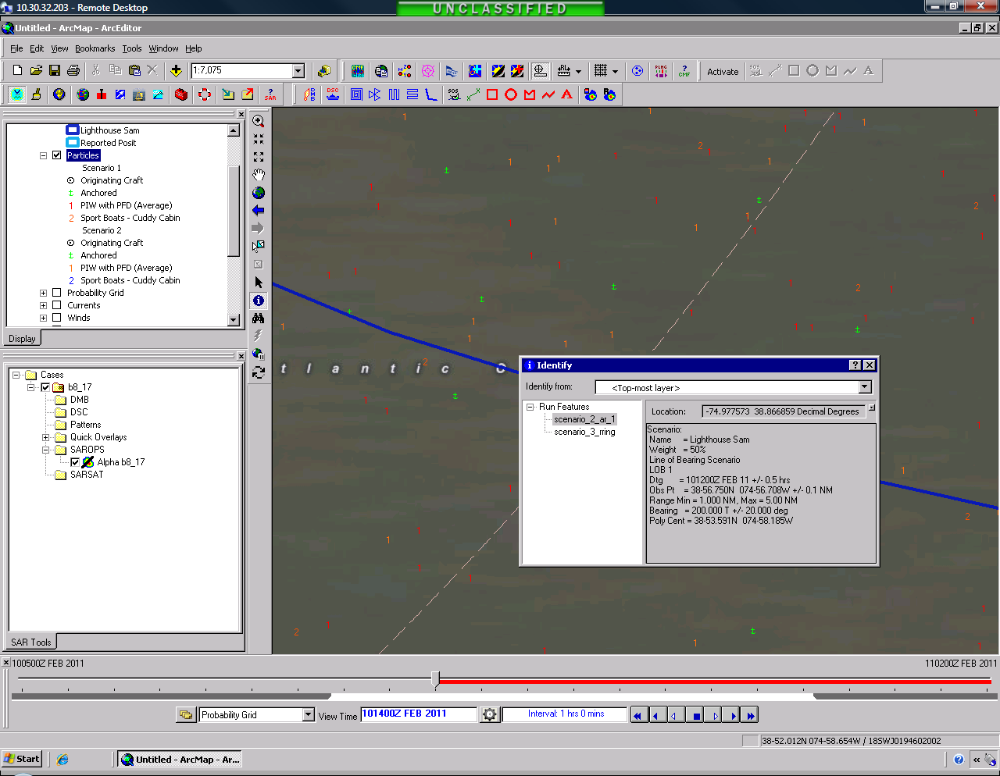 10.30.32.203 - Remote Desktop
UNCLASSIFIED
Untitled - ArcMap - ArcEditor
File Edit View Bookmarks Tools Window Help
1:7,075
Activate
Lighthouse Sam
Reported Posit
Particles
Scenario 1
Originating Craft
Anchored
1 PIW with PFD (Average)
2 Sport Boats - Cuddy Cabin
Scenario 2
Originating Craft
Anchored
1 PIW with PFD (Average)
2 Sport Boats - Cuddy Cabin
Probability Grid
Currents
Winds
Display
Cases
b8_17
DMB
DSC
Patterns
Quick Overlays
SAROPS
Alpha b8_17
SARSAT
SAR Tools
tlantic O
Identify
Identify from: <Top-most layer>
Run Features
scenario_2_ar_1
scenario_3_rring
Location: -74.977573 38.866859 Decimal Degrees
Scenario:
Name = Lighthouse Sam
Weight = 50%
Line of Bearing Scenario
LOB 1
Dtg = 101200Z FEB 11 +/- 0.5 hrs
Obs Pt = 38-56.750N 074-56.708W +/- 0.1 NM
Range Min = 1.000 NM, Max = 5.00 NM
Bearing = 200.000 T +/- 20.000 deg
Poly Cent = 38-53.591N 074-58.185W
100500Z FEB 2011
110200Z FEB 2011
Probability Grid View Time 101400Z FEB 2011 Interval: 1 hrs 0 mins
38-52.012N 074-58.654W / 18SWJ0194602002
Start
Untitled - ArcMap - Ar...